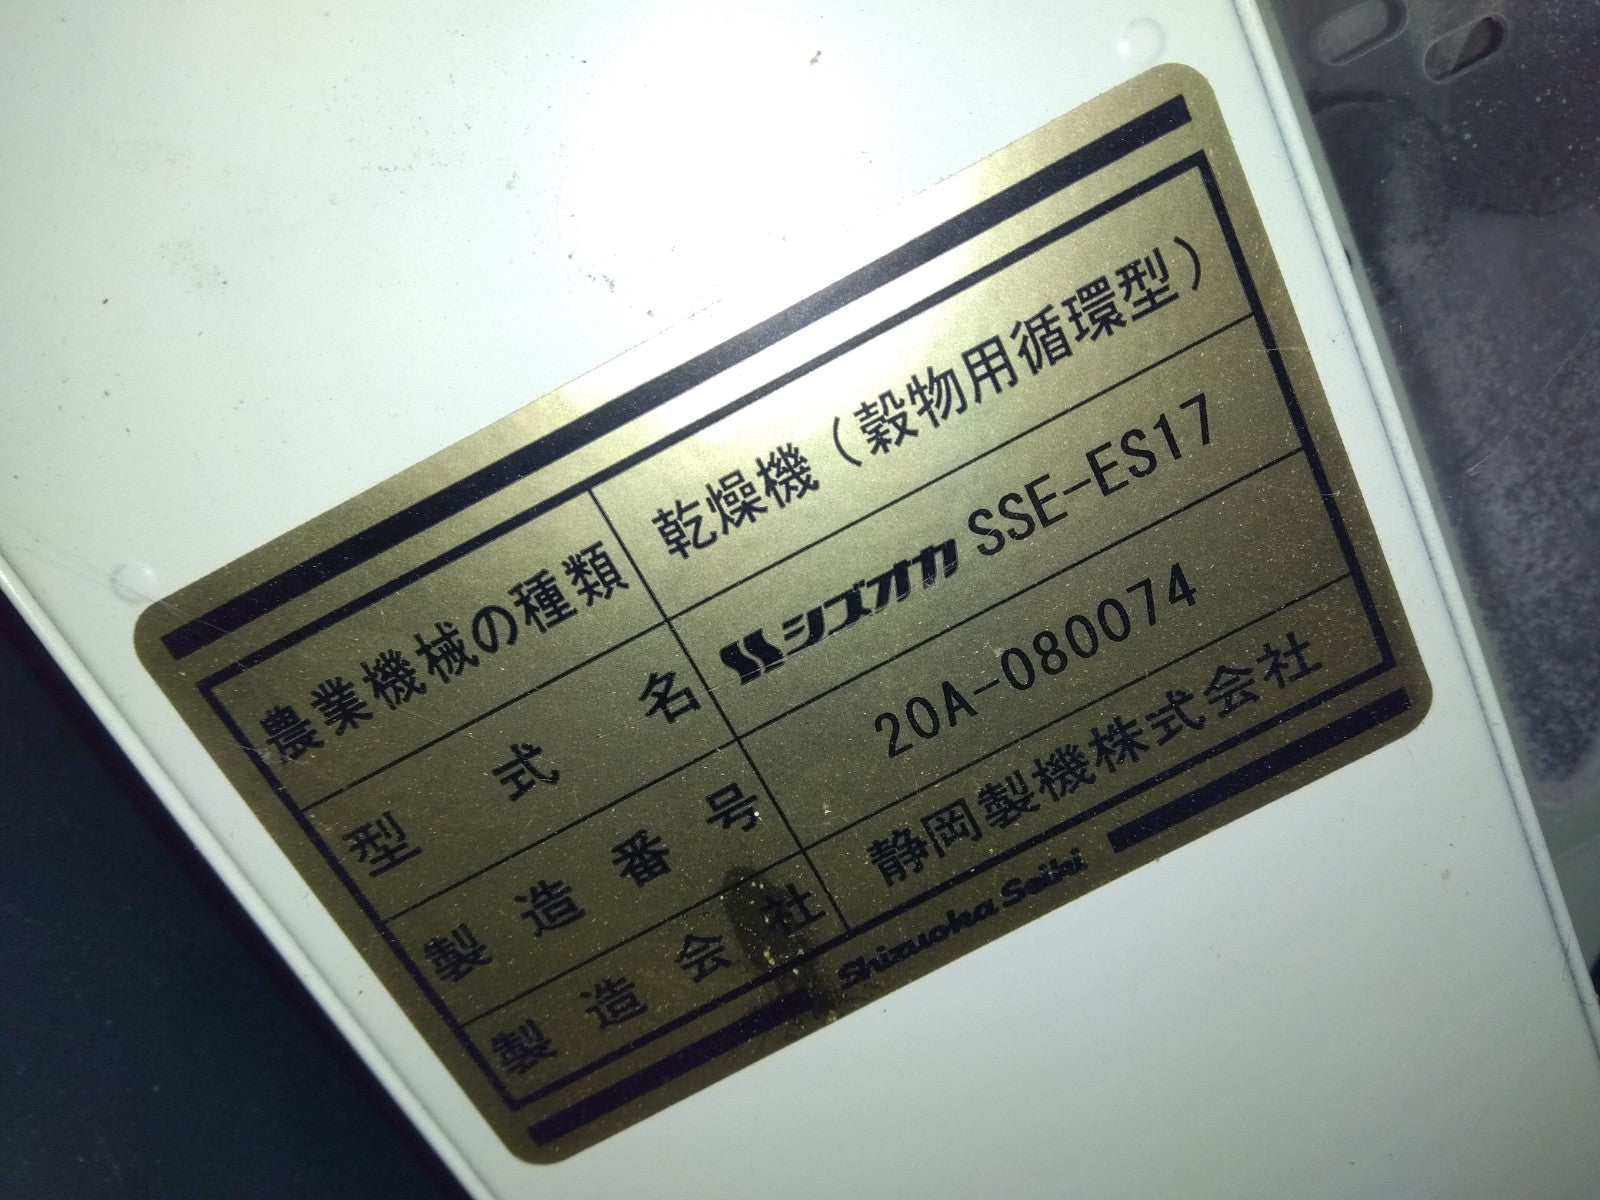 農業機械の種類 乾燥機（穀物用循環型）
型式名 シズオカ SSE-ES17
製造番号 20A-080074
製造会社 静岡製機株式会社
Shizuoka Seiki